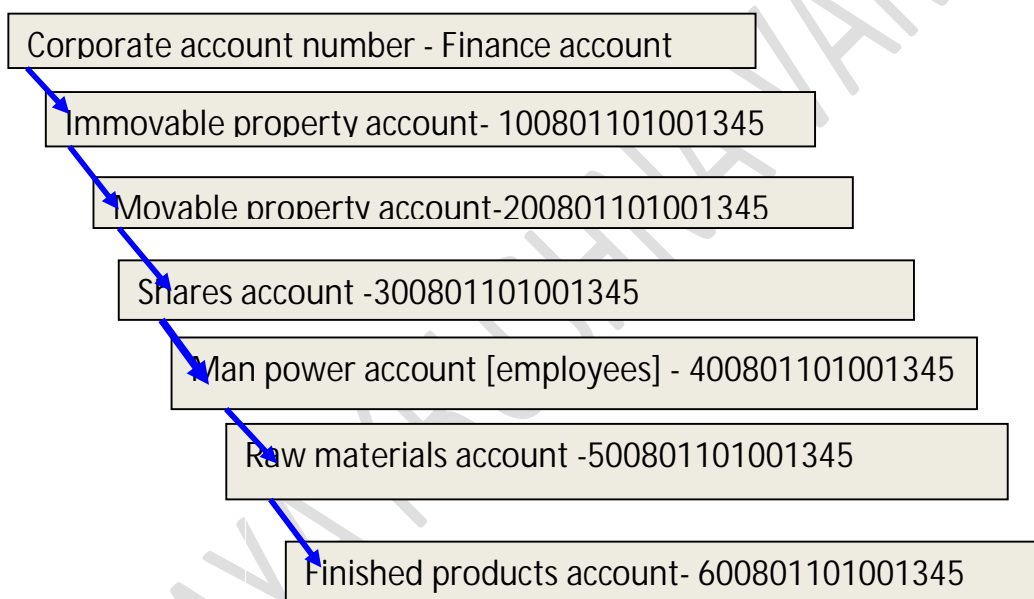 Corporate account number - Finance account
Immovable property account- 100801101001345
Movable property account-200801101001345
Shares account -300801101001345
Man power account [employees] - 400801101001345
Raw materials account -500801101001345
Finished products account- 600801101001345